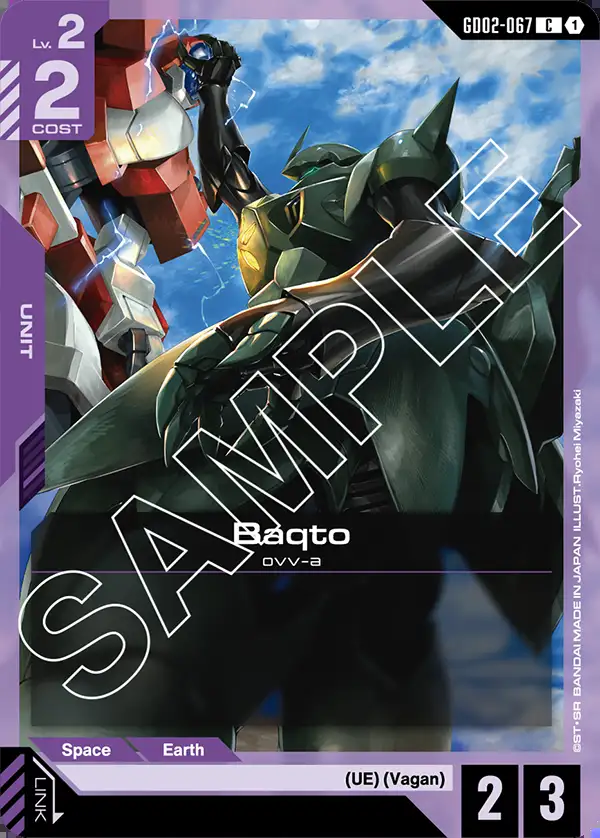 Lv. 2
GD02-067 C 1
2
COST
UNIT
SAMPLE
Baqto
ovv-a
©ST・SR BANDAI MADE IN JAPAN ILLUST.Ryohei Miyazaki
Space Earth
LINK
(UE) (Vagan)
2 3